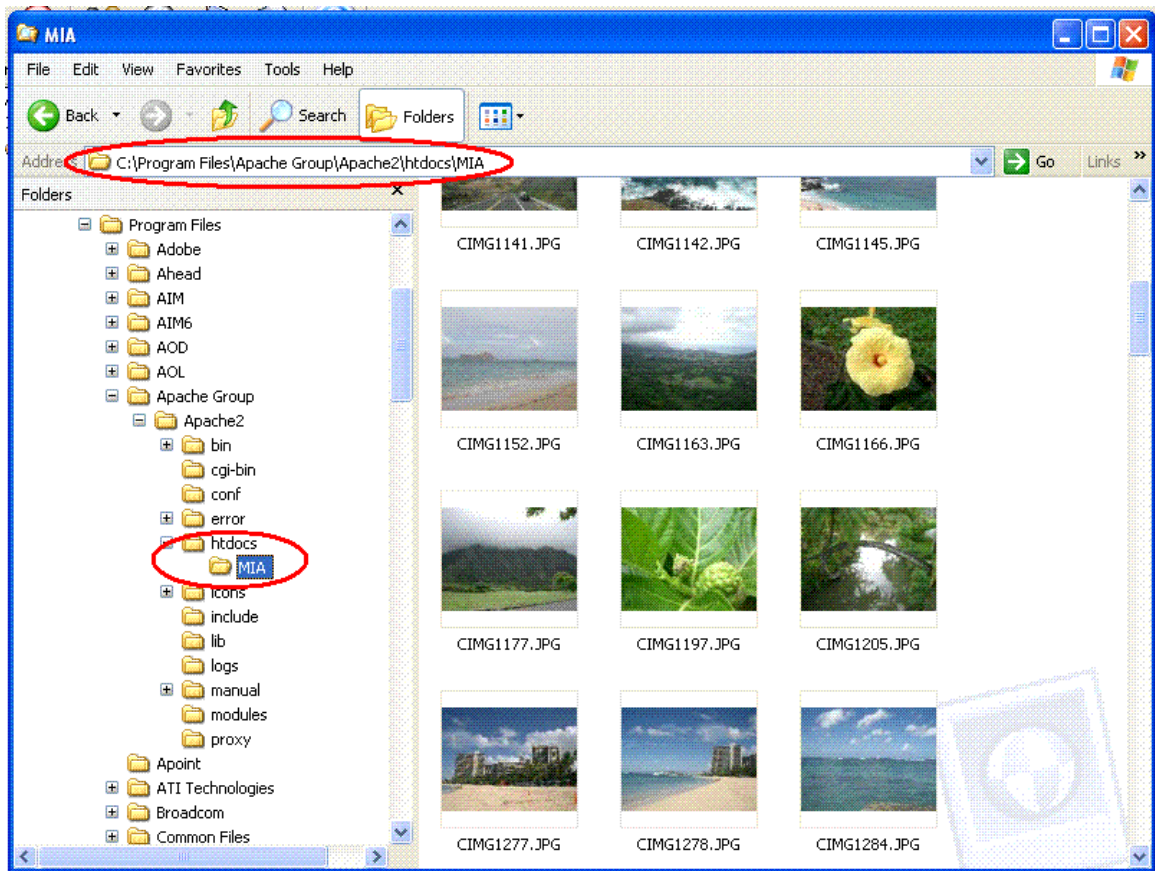 MIA
File Edit View Favorites Tools Help
Back Search Folders
Address C:\Program Files\Apache Group\Apache2\htdocs\MIA Go Links »
Folders
Program Files
Adobe
Ahead
AIM
AIM6
AOD
AOL
Apache Group
Apache2
bin
cgi-bin
conf
error
htdocs
MIA
icons
include
lib
logs
manual
modules
proxy
Apoint
ATI Technologies
Broadcom
Common Files
CIMG1141.JPG CIMG1142.JPG CIMG1145.JPG
CIMG1152.JPG CIMG1163.JPG CIMG1166.JPG
CIMG1177.JPG CIMG1197.JPG CIMG1205.JPG
CIMG1277.JPG CIMG1278.JPG CIMG1284.JPG